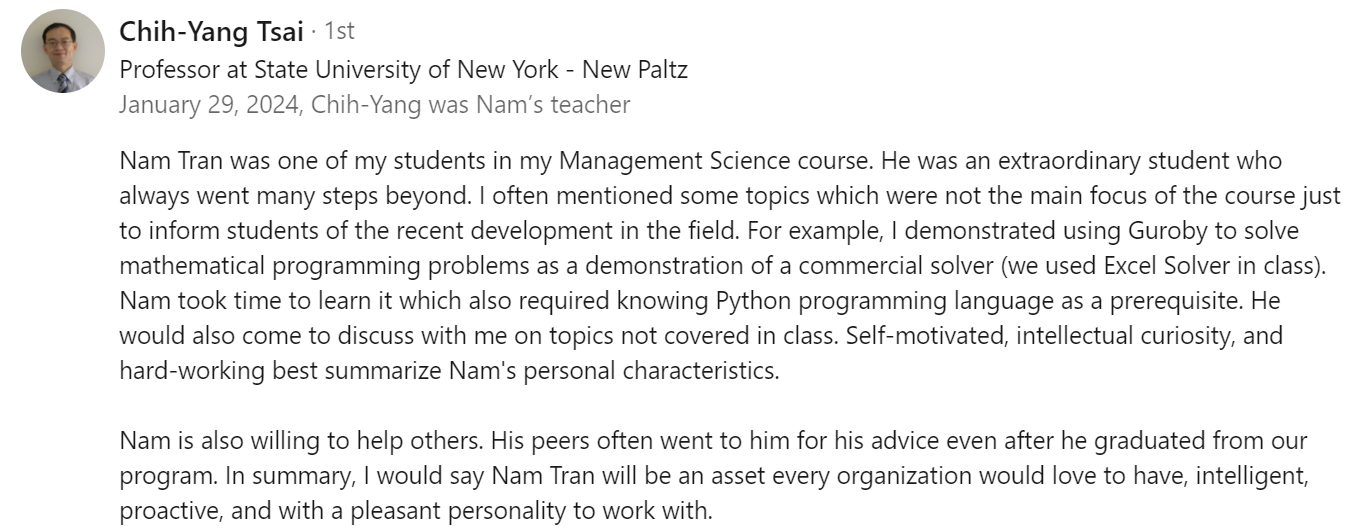 Chih-Yang Tsai · 1st
Professor at State University of New York - New Paltz
January 29, 2024, Chih-Yang was Nam’s teacher
Nam Tran was one of my students in my Management Science course. He was an extraordinary student who
always went many steps beyond. I often mentioned some topics which were not the main focus of the course just
to inform students of the recent development in the field. For example, I demonstrated using Guroby to solve
mathematical programming problems as a demonstration of a commercial solver (we used Excel Solver in class).
Nam took time to learn it which also required knowing Python programming language as a prerequisite. He
would also come to discuss with me on topics not covered in class. Self-motivated, intellectual curiosity, and
hard-working best summarize Nam's personal characteristics.
Nam is also willing to help others. His peers often went to him for his advice even after he graduated from our
program. In summary, I would say Nam Tran will be an asset every organization would love to have, intelligent,
proactive, and with a pleasant personality to work with.